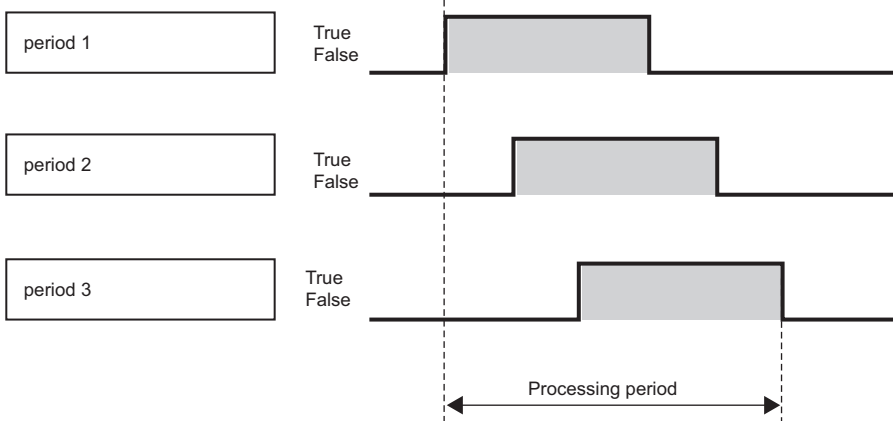 period 1
True
False
period 2
True
False
period 3
True
False
Processing period